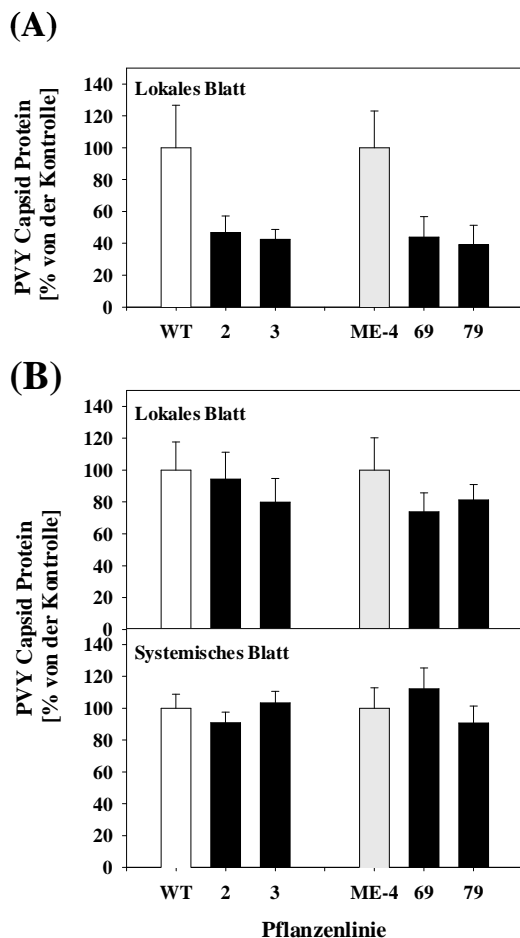 (A)
Lokales Blatt
PVY Capsid Protein
[% von der Kontrolle]
140
120
100
80
60
40
20
0
WT 2 3 ME-4 69 79
(B)
Lokales Blatt
140
120
100
80
60
40
20
0
PVY Capsid Protein
[% von der Kontrolle]
Systemisches Blatt
140
120
100
80
60
40
20
0
WT 2 3 ME-4 69 79
Pflanzenlinie